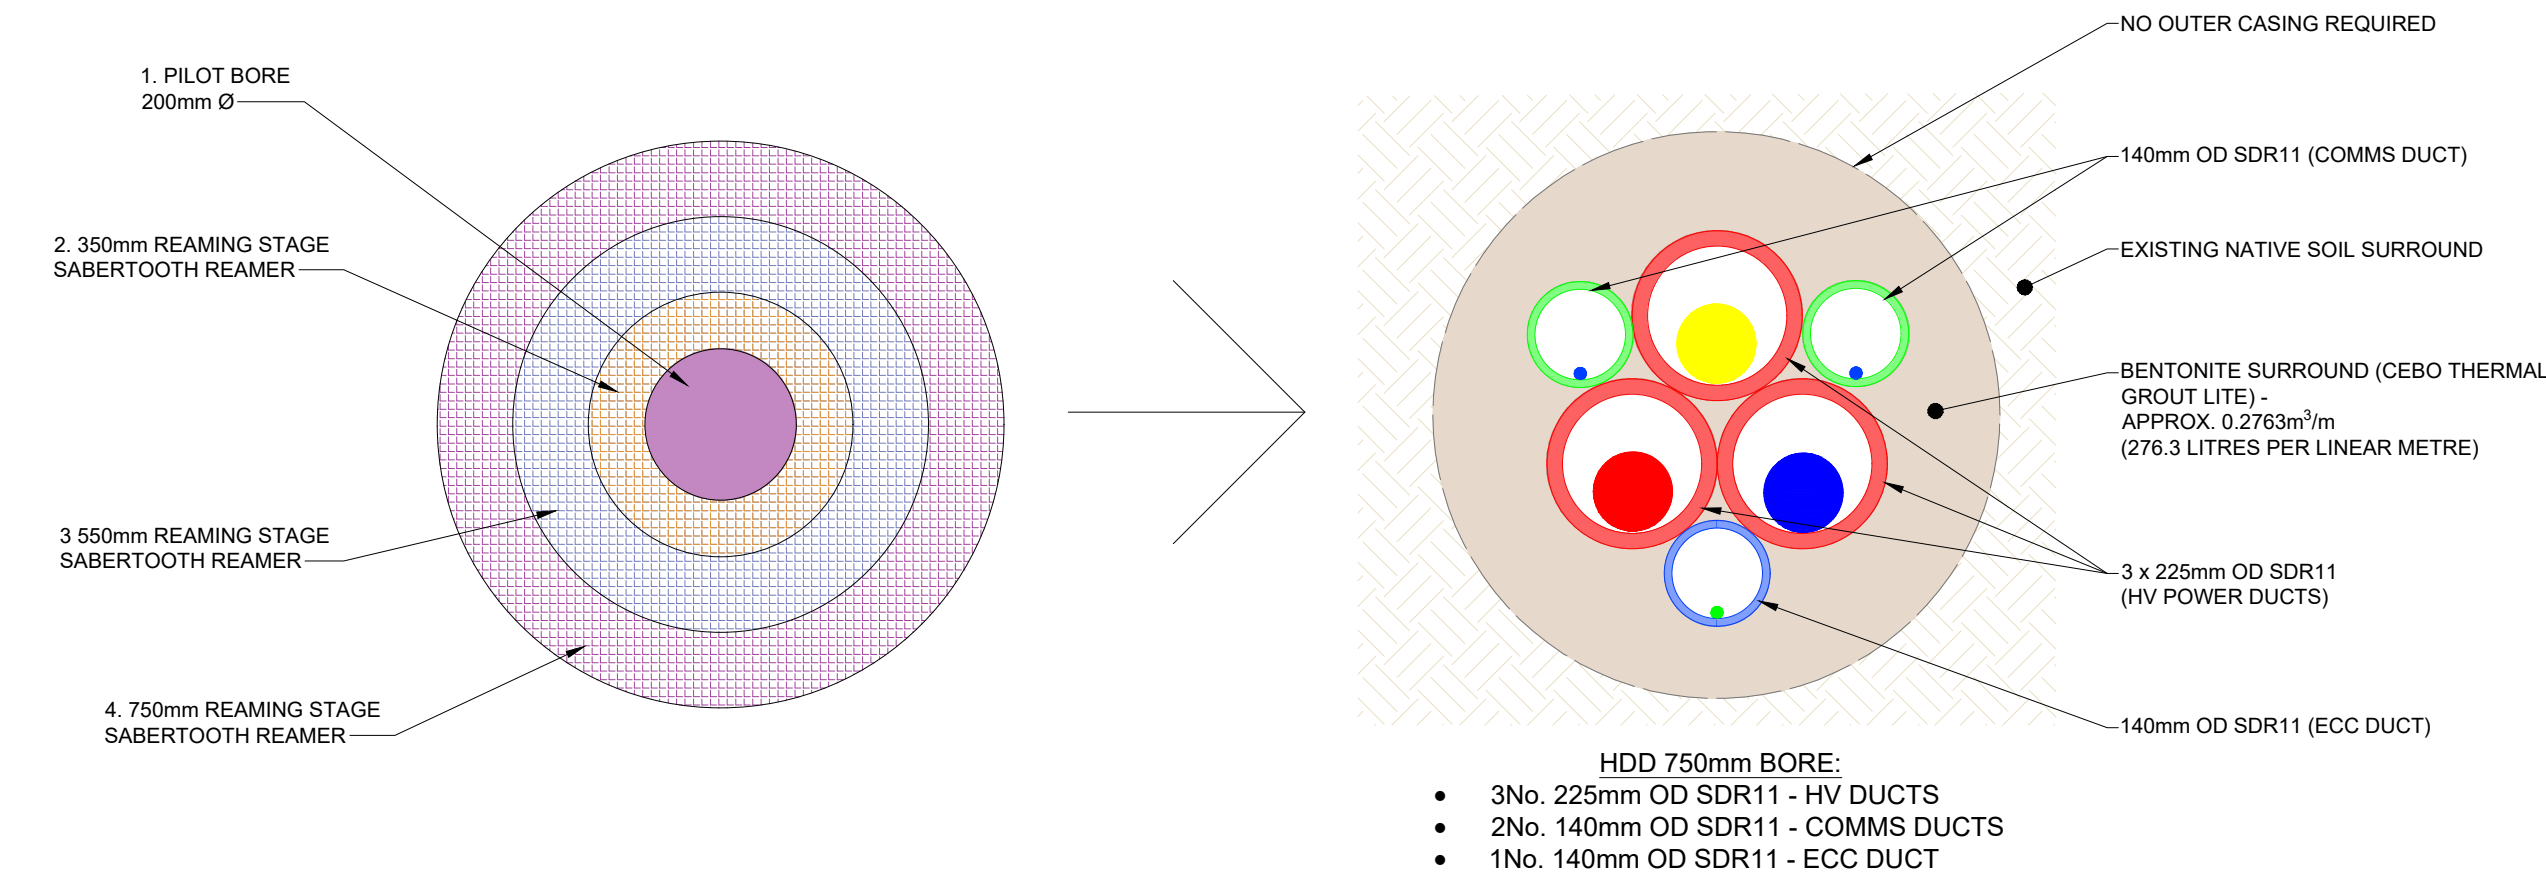 1. PILOT BORE
200mm Ø
2. 350mm REAMING STAGE
SABERTOOTH REAMER
3 550mm REAMING STAGE
SABERTOOTH REAMER
4. 750mm REAMING STAGE
SABERTOOTH REAMER
NO OUTER CASING REQUIRED
140mm OD SDR11 (COMMS DUCT)
EXISTING NATIVE SOIL SURROUND
BENTONITE SURROUND (CEBO THERMAL
GROUT LITE) -
APPROX. 0.2763m³/m
(276.3 LITRES PER LINEAR METRE)
3 x 225mm OD SDR11
(HV POWER DUCTS)
140mm OD SDR11 (ECC DUCT)
HDD 750mm BORE:
• 3No. 225mm OD SDR11 - HV DUCTS
• 2No. 140mm OD SDR11 - COMMS DUCTS
• 1No. 140mm OD SDR11 - ECC DUCT